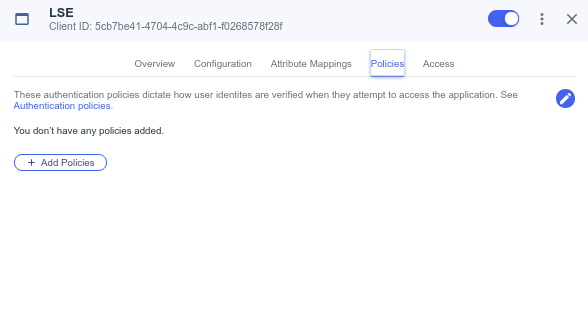 LSE
Client ID: 5cb7be41-4704-4c9c-abf1-f0268578f28f
Overview Configuration Attribute Mappings Policies Access
These authentication policies dictate how user identites are verified when they attempt to access the application. See
Authentication policies.
You don't have any policies added.
+ Add Policies